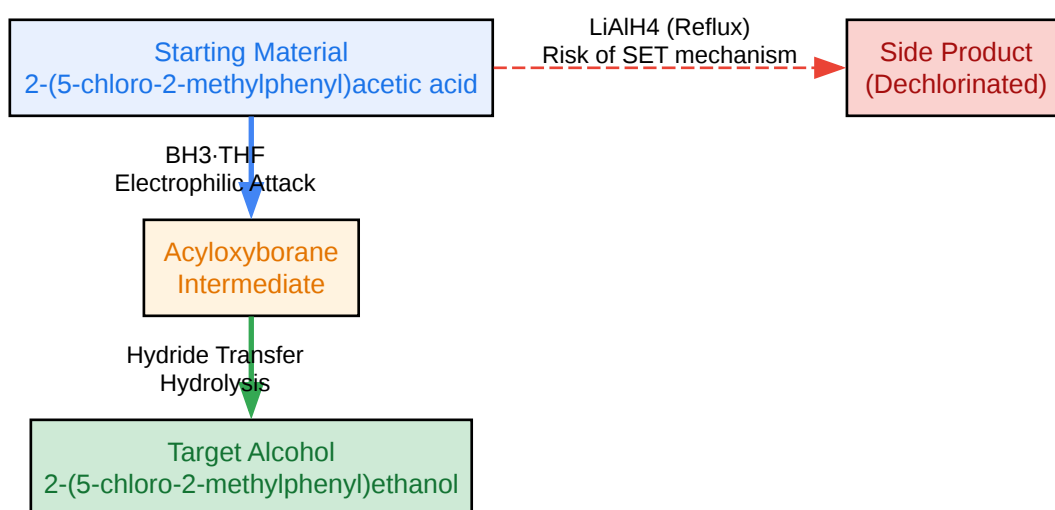 Starting Material
2-(5-chloro-2-methylphenyl)acetic acid
LiAlH4 (Reflux)
Risk of SET mechanism
Side Product
(Dechlorinated)
BH3·THF
Electrophilic Attack
Acyloxyborane
Intermediate
Hydride Transfer
Hydrolysis
Target Alcohol
2-(5-chloro-2-methylphenyl)ethanol